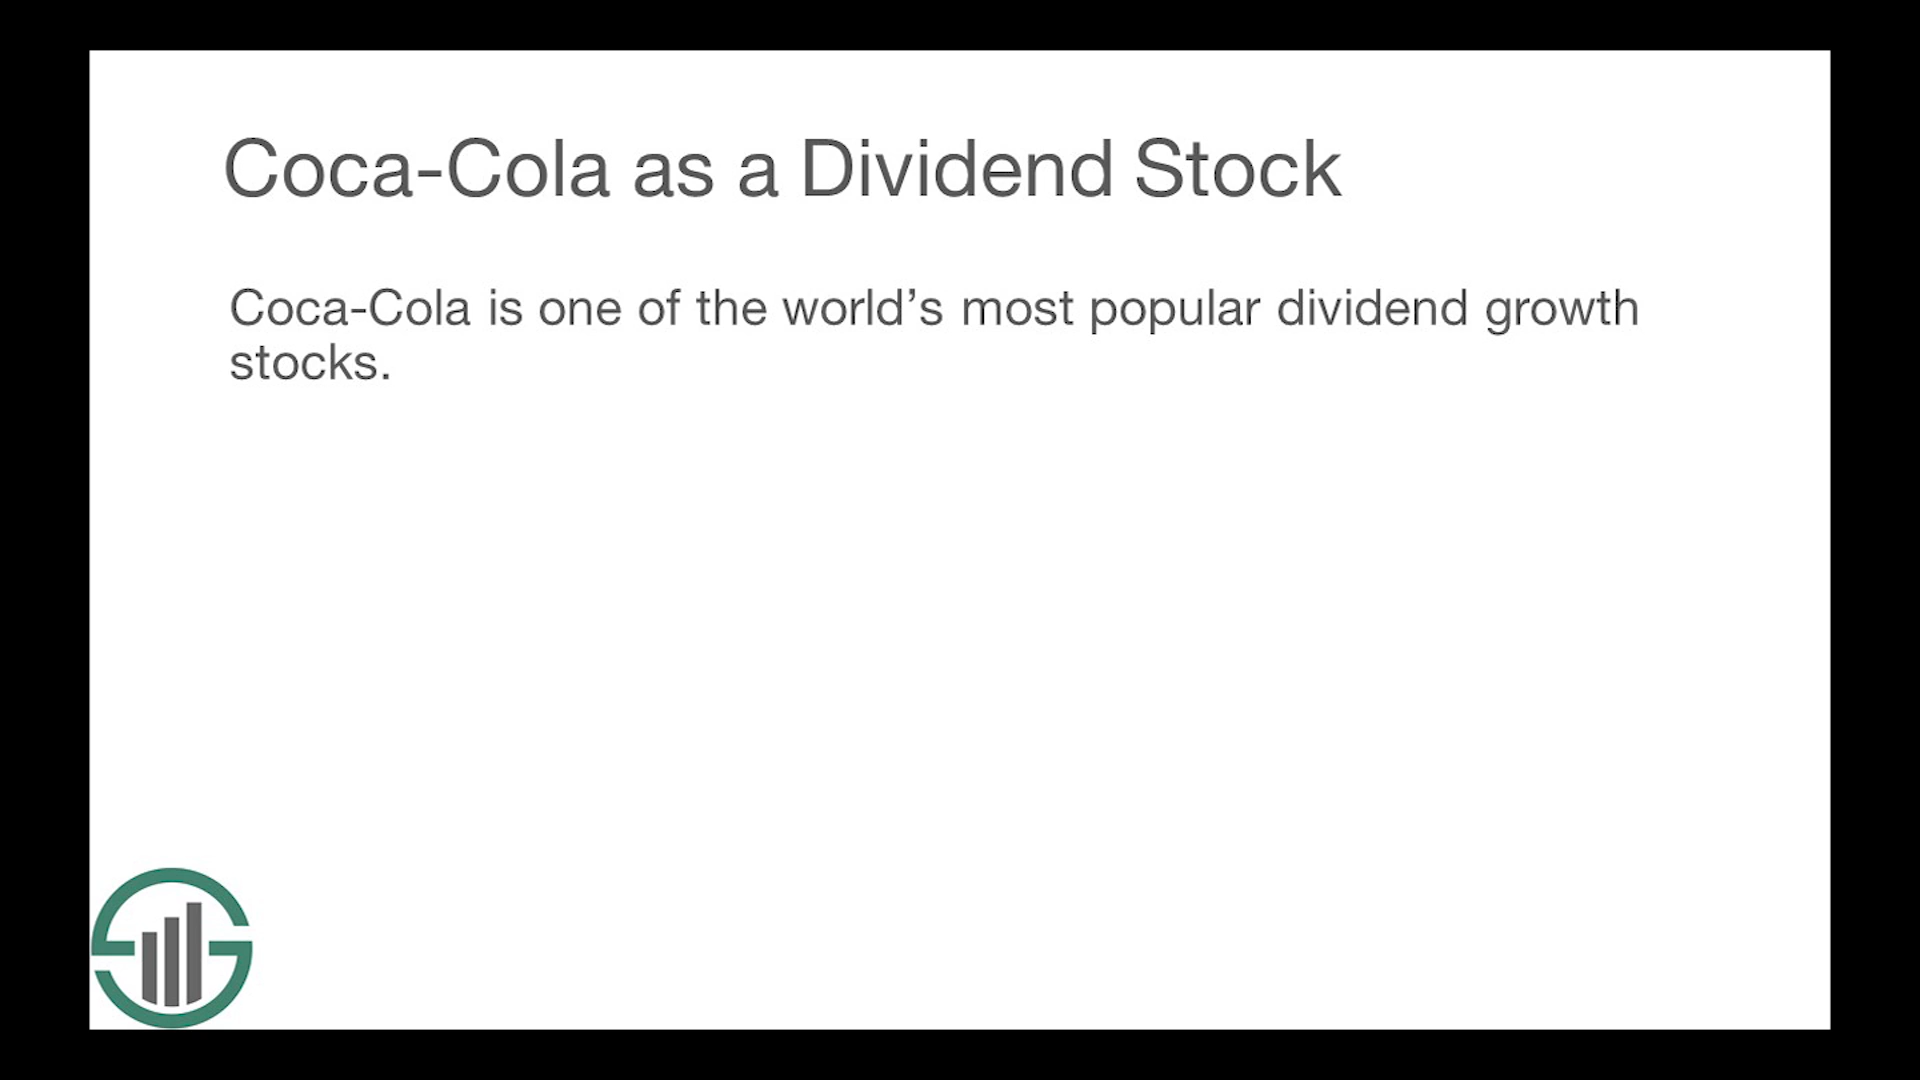 Coca-Cola as a Dividend Stock
Coca-Cola is one of the world’s most popular dividend growth
stocks.